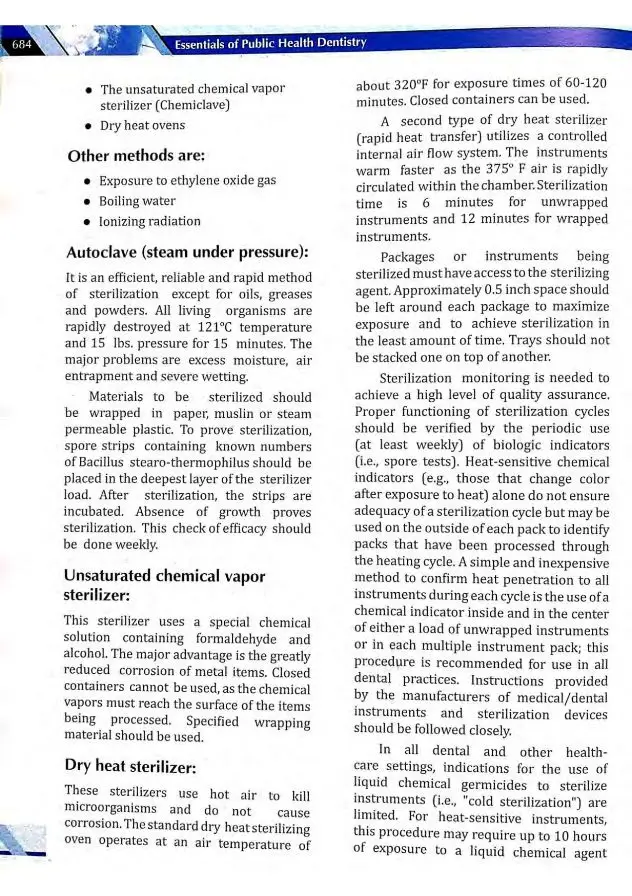 684
Essentials of Public Health Dentistry
● The unsaturated chemical vapor
sterilizer (Chemiclave)
● Dry heat ovens
Other methods are:
● Exposure to ethylene oxide gas
● Boiling water
● Ionizing radiation
Autoclave (steam under pressure):
It is an efficient, reliable and rapid method
of sterilization except for oils, greases
and powders. All living organisms are
rapidly destroyed at 121°C temperature
and 15 lbs. pressure for 15 minutes. The
major problems are excess moisture, air
entrapment and severe wetting.
Materials to be sterilized should
be wrapped in paper, muslin or steam
permeable plastic. To prove sterilization,
spore strips containing known numbers
of Bacillus stearo-thermophilus should be
placed in the deepest layer of the sterilizer
load. After sterilization, the strips are
incubated. Absence of growth proves
sterilization. This check of efficacy should
be done weekly.
Unsaturated chemical vapor
sterilizer:
This sterilizer uses a special chemical
solution containing formaldehyde and
alcohol. The major advantage is the greatly
reduced corrosion of metal items. Closed
containers cannot be used, as the chemical
vapors must reach the surface of the items
being processed. Specified wrapping
material should be used.
Dry heat sterilizer:
These sterilizers use hot air to kill
microorganisms and do not cause
corrosion. The standard dry heat sterilizing
oven operates at an air temperature of
about 320°F for exposure times of 60-120
minutes. Closed containers can be used.
A second type of dry heat sterilizer
(rapid heat transfer) utilizes a controlled
internal air flow system. The instruments
warm faster as the 375° F air is rapidly
circulated within the chamber. Sterilization
time is 6 minutes for unwrapped
instruments and 12 minutes for wrapped
instruments.
Packages or instruments being
sterilized must have access to the sterilizing
agent. Approximately 0.5 inch space should
be left around each package to maximize
exposure and to achieve sterilization in
the least amount of time. Trays should not
be stacked one on top of another.
Sterilization monitoring is needed to
achieve a high level of quality assurance.
Proper functioning of sterilization cycles
should be verified by the periodic use
(at least weekly) of biologic indicators
(i.e., spore tests). Heat-sensitive chemical
indicators (e.g., those that change color
after exposure to heat) alone do not ensure
adequacy of a sterilization cycle but may be
used on the outside of each pack to identify
packs that have been processed through
the heating cycle. A simple and inexpensive
method to confirm heat penetration to all
instruments during each cycle is the use of a
chemical indicator inside and in the center
of either a load of unwrapped instruments
or in each multiple instrument pack; this
procedure is recommended for use in all
dental practices. Instructions provided
by the manufacturers of medical/dental
instruments and sterilization devices
should be followed closely.
In all dental and other health-
care settings, indications for the use of
liquid chemical germicides to sterilize
instruments (i.e., "cold sterilization") are
limited. For heat-sensitive instruments,
this procedure may require up to 10 hours
of exposure to a liquid chemical agent